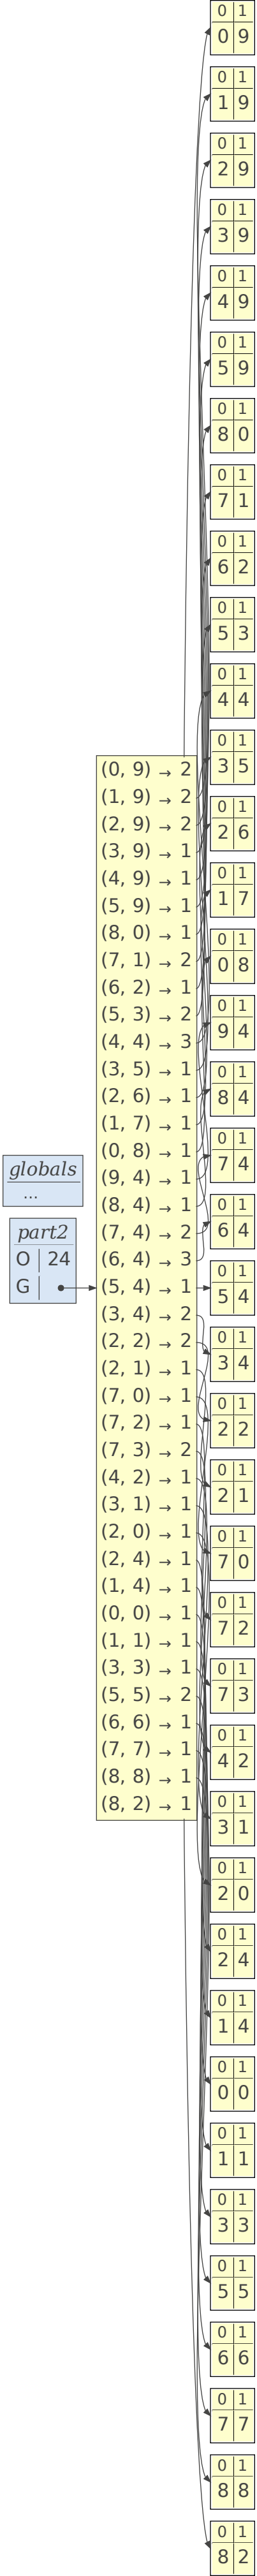 globals
...
part2
O 24
G
(0, 9) → 2
(1, 9) → 2
(2, 9) → 2
(3, 9) → 1
(4, 9) → 1
(5, 9) → 1
(8, 0) → 1
(7, 1) → 2
(6, 2) → 1
(5, 3) → 2
(4, 4) → 3
(3, 5) → 1
(2, 6) → 1
(1, 7) → 1
(0, 8) → 1
(9, 4) → 1
(8, 4) → 1
(7, 4) → 2
(6, 4) → 3
(5, 4) → 1
(3, 4) → 2
(2, 2) → 2
(2, 1) → 1
(7, 0) → 1
(7, 2) → 1
(7, 3) → 2
(4, 2) → 1
(3, 1) → 1
(2, 0) → 1
(2, 4) → 1
(1, 4) → 1
(0, 0) → 1
(1, 1) → 1
(3, 3) → 1
(5, 5) → 2
(6, 6) → 1
(7, 7) → 1
(8, 8) → 1
(8, 2) → 1
0 1
0 9
0 1
1 9
0 1
2 9
0 1
3 9
0 1
4 9
0 1
5 9
0 1
8 0
0 1
7 1
0 1
6 2
0 1
5 3
0 1
4 4
0 1
3 5
0 1
2 6
0 1
1 7
0 1
0 8
0 1
9 4
0 1
8 4
0 1
7 4
0 1
6 4
0 1
5 4
0 1
3 4
0 1
2 2
0 1
2 1
0 1
7 0
0 1
7 2
0 1
7 3
0 1
4 2
0 1
3 1
0 1
2 0
0 1
2 4
0 1
1 4
0 1
0 0
0 1
1 1
0 1
3 3
0 1
5 5
0 1
6 6
0 1
7 7
0 1
8 8
0 1
8 2